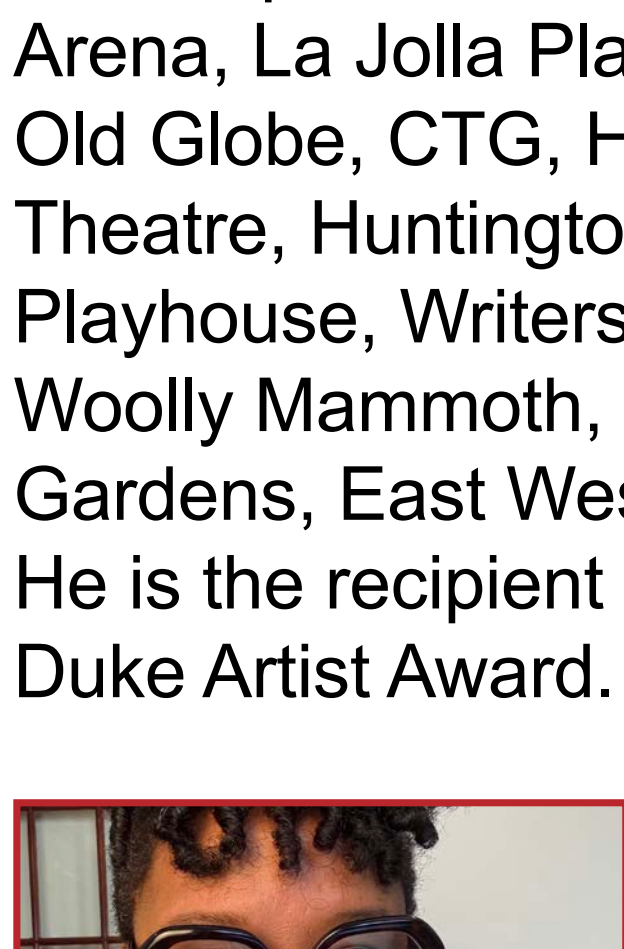 Arena, La Jolla
Old Globe, CTG,
Theatre,
Playhouse, Writers
Woolly Mammoth,
Gardens, East
He is the recipient
Duke Artist Award.